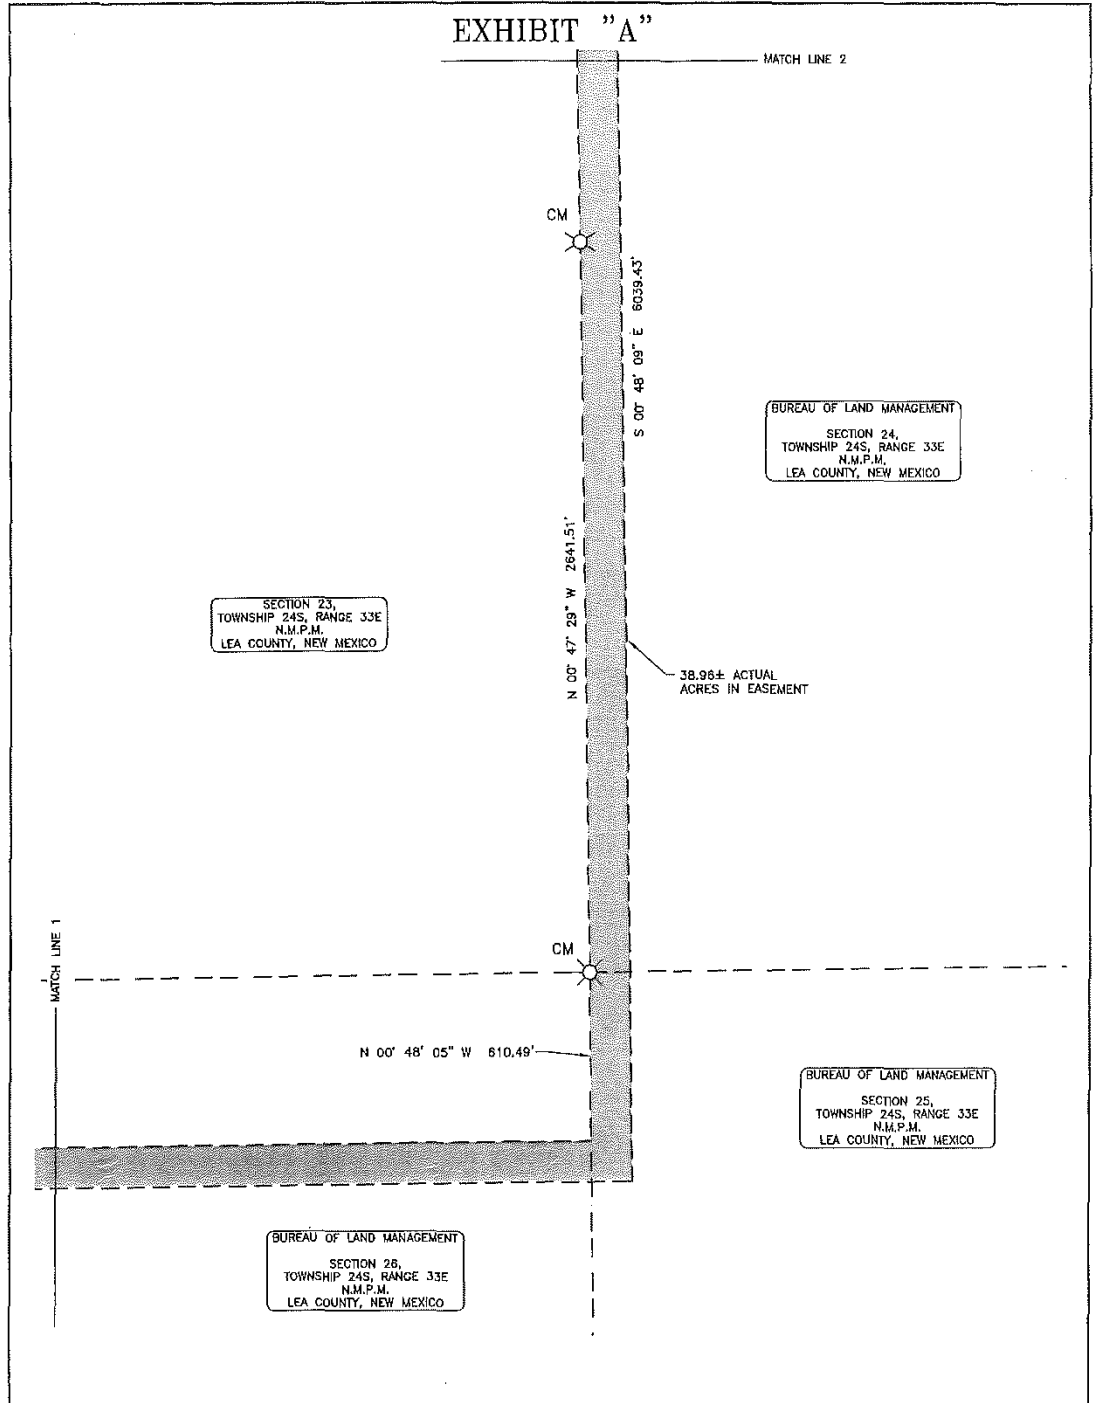 EXHIBIT "A"
MATCH LINE 2
CM
S 00° 48' 09" E 6039.43'
BUREAU OF LAND MANAGEMENT
SECTION 24,
TOWNSHIP 24S, RANGE 33E
N.M.P.M.
LEA COUNTY, NEW MEXICO
N 00° 47' 29" W 2641.51'
SECTION 23,
TOWNSHIP 24S, RANGE 33E
N.M.P.M.
LEA COUNTY, NEW MEXICO
38.96± ACTUAL
ACRES IN EASEMENT
MATCH LINE 1
CM
N 00° 48' 05" W 610.49'
BUREAU OF LAND MANAGEMENT
SECTION 25,
TOWNSHIP 24S, RANGE 33E
N.M.P.M.
LEA COUNTY, NEW MEXICO
BUREAU OF LAND MANAGEMENT
SECTION 26,
TOWNSHIP 24S, RANGE 33E
N.M.P.M.
LEA COUNTY, NEW MEXICO